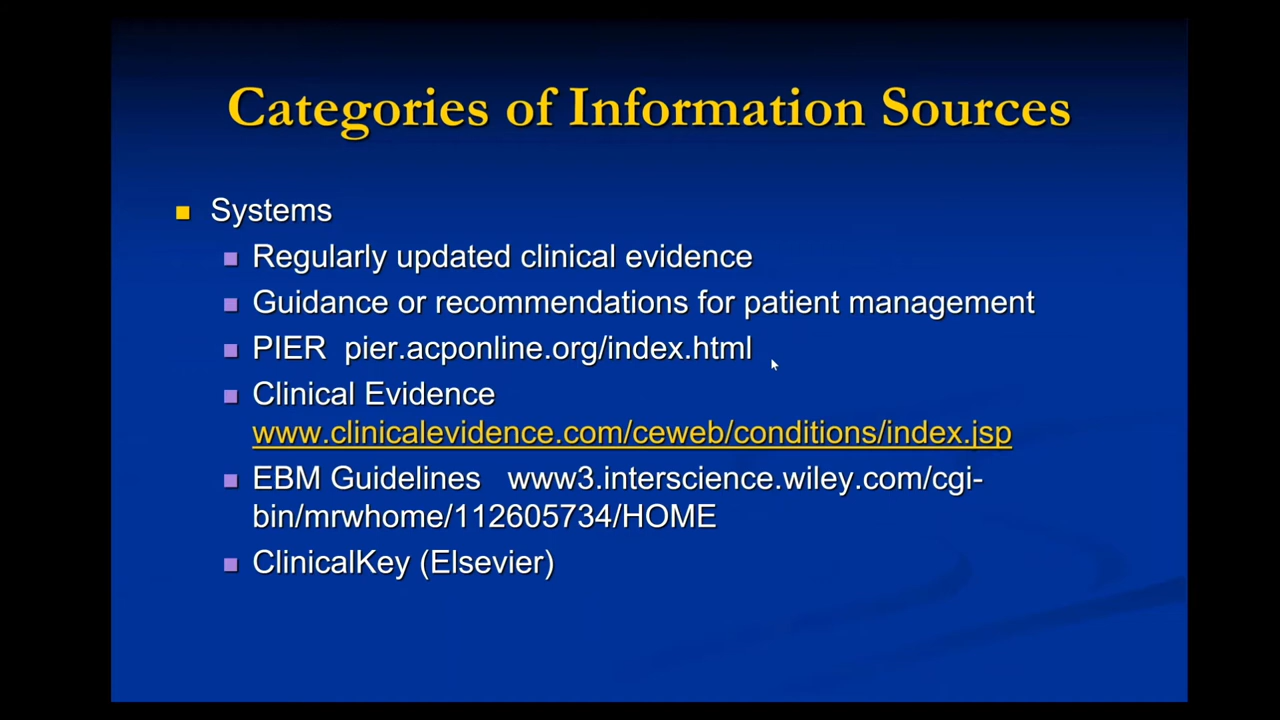 Categories of Information Sources
Systems
Regularly updated clinical evidence
Guidance or recommendations for patient management
PIER  pier.acponline.org/index.html
Clinical Evidence
www.clinicalevidence.com/ceweb/conditions/index.jsp
EBM Guidelines   www3.interscience.wiley.com/cgi-
bin/mrwhome/112605734/HOME
ClinicalKey (Elsevier)